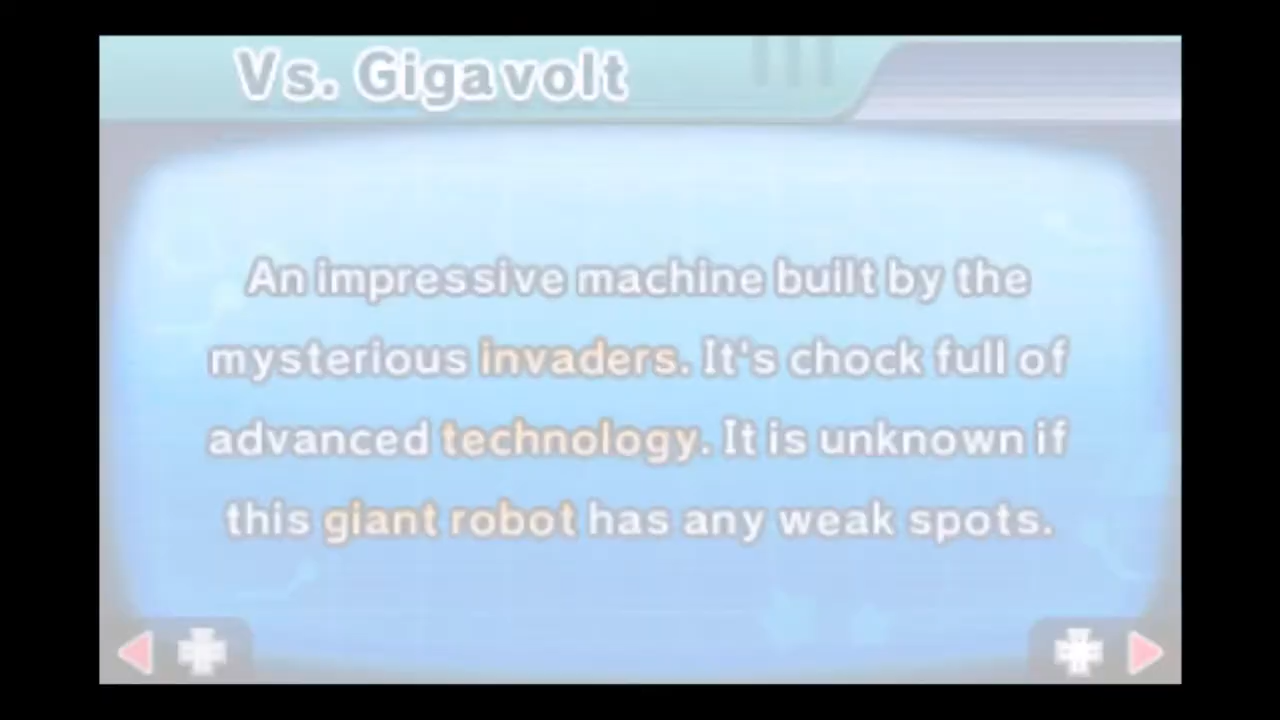 Vs. Gigavolt
An impressive machine built by the
mysterious invaders. It's chock full of
advanced technology. It is unknown if
this giant robot has any weak spots.